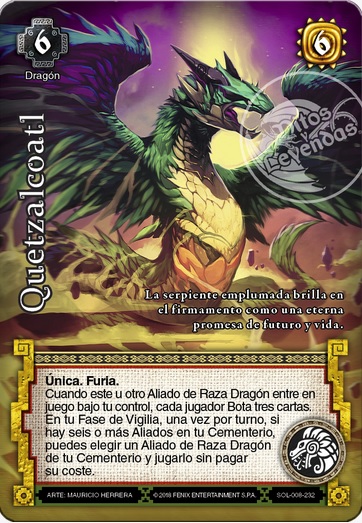 6
6
Dragón
Mitos y
Leyendas
Quetzalcoatl
La serpiente emplumada brilla en
el firmamento como una eterna
promesa de futuro y vida.
Única. Furia.
Cuando este u otro Aliado de Raza Dragón entre en
juego bajo tu control, cada jugador Bota tres cartas.
En tu Fase de Vigilia, una vez por turno, si
hay seis o más Aliados en tu Cementerio,
puedes elegir un Aliado de Raza Dragón
de tu Cementerio y jugarlo sin pagar
su coste.
ARTE: MAURICIO HERRERA
©2018 FENIX ENTERTAINMENT S.P.A.
SOL-008-232